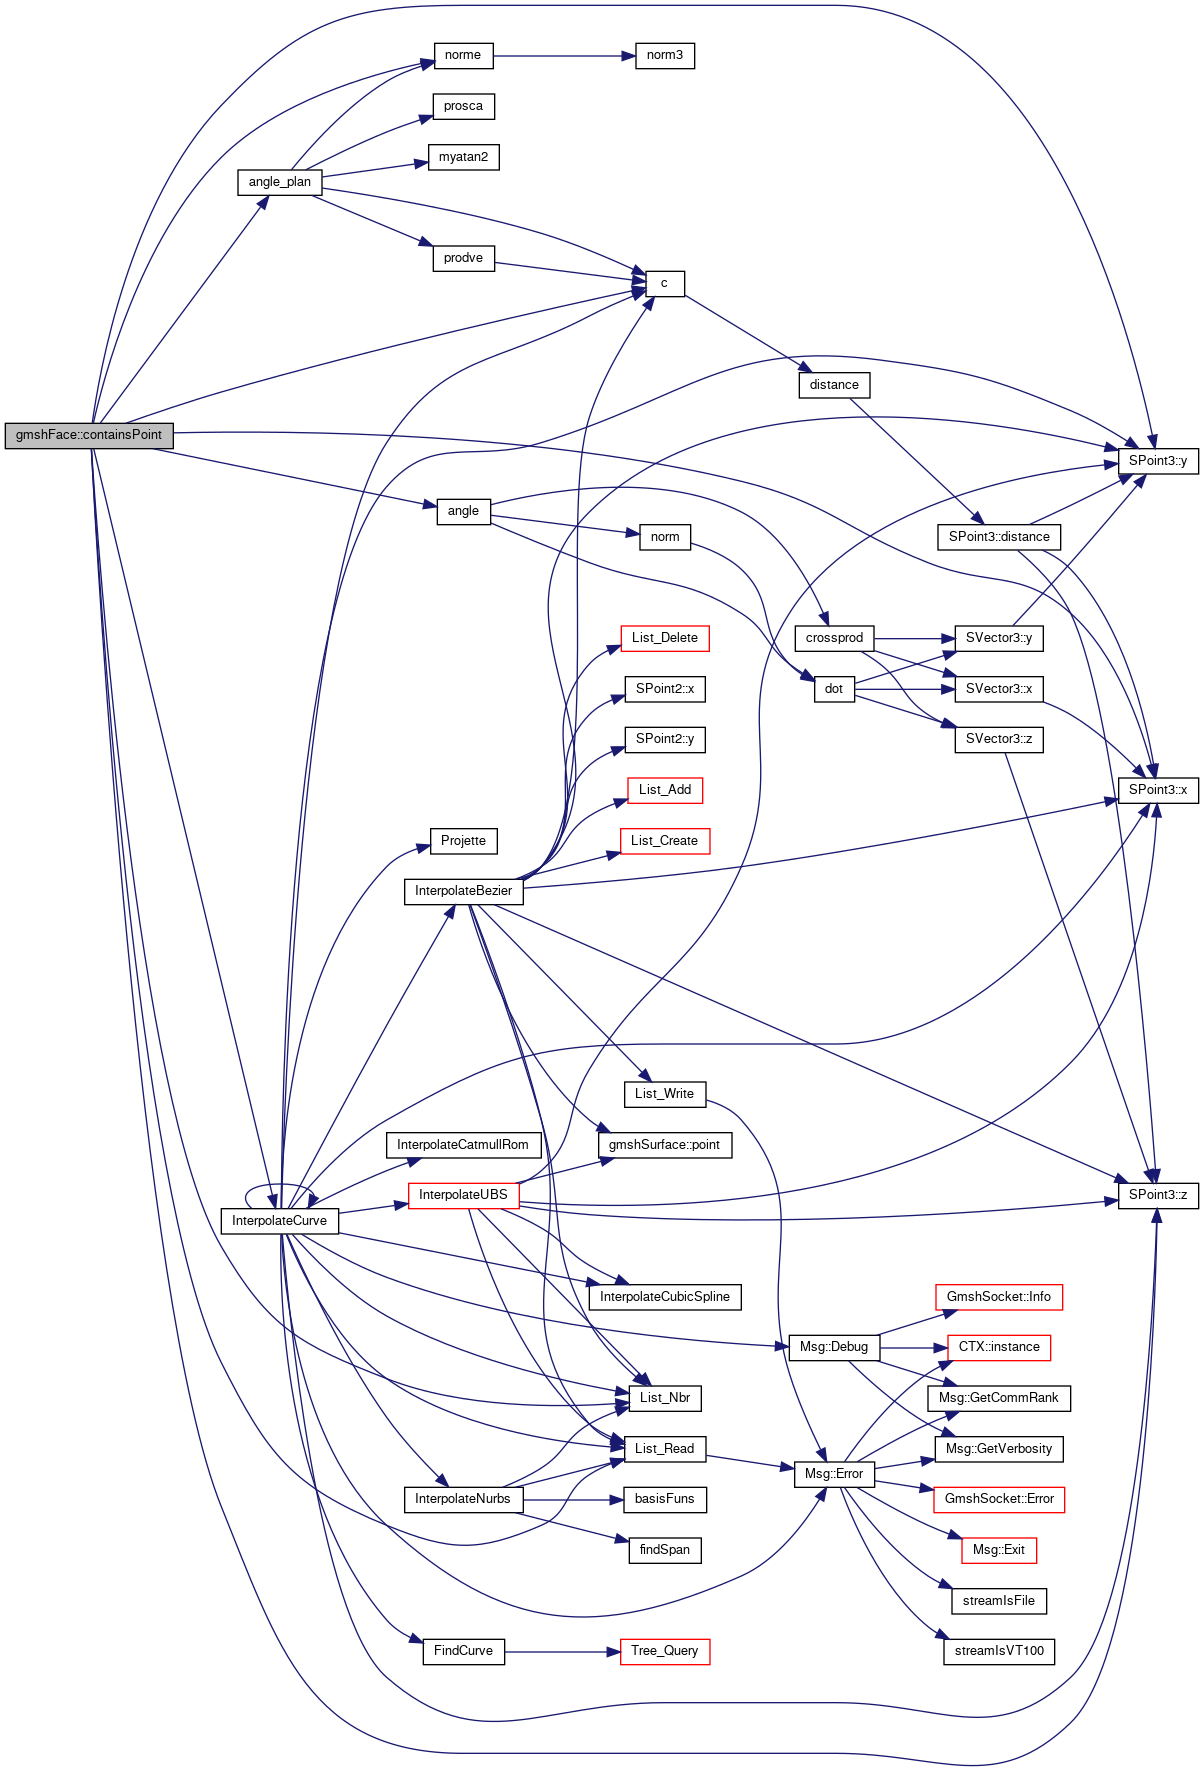 norme
norm3
prosca
myatan2
angle_plan
prodve
c
distance
gmshFace::containsPoint
SPoint3::y
angle
norm
SPoint3::distance
crossprod
SVector3::y
List_Delete
SPoint2::x
dot
SVector3::x
SPoint2::y
SVector3::z
List_Add
SPoint3::x
Projette
List_Create
InterpolateBezier
List_Write
InterpolateCatmullRom
gmshSurface::point
InterpolateUBS
SPoint3::z
InterpolateCurve
InterpolateCubicSpline
GmshSocket::Info
Msg::Debug
CTX::instance
List_Nbr
Msg::GetCommRank
List_Read
Msg::GetVerbosity
Msg::Error
InterpolateNurbs
basisFuns
GmshSocket::Error
findSpan
Msg::Exit
streamIsFile
FindCurve
Tree_Query
streamIsVT100